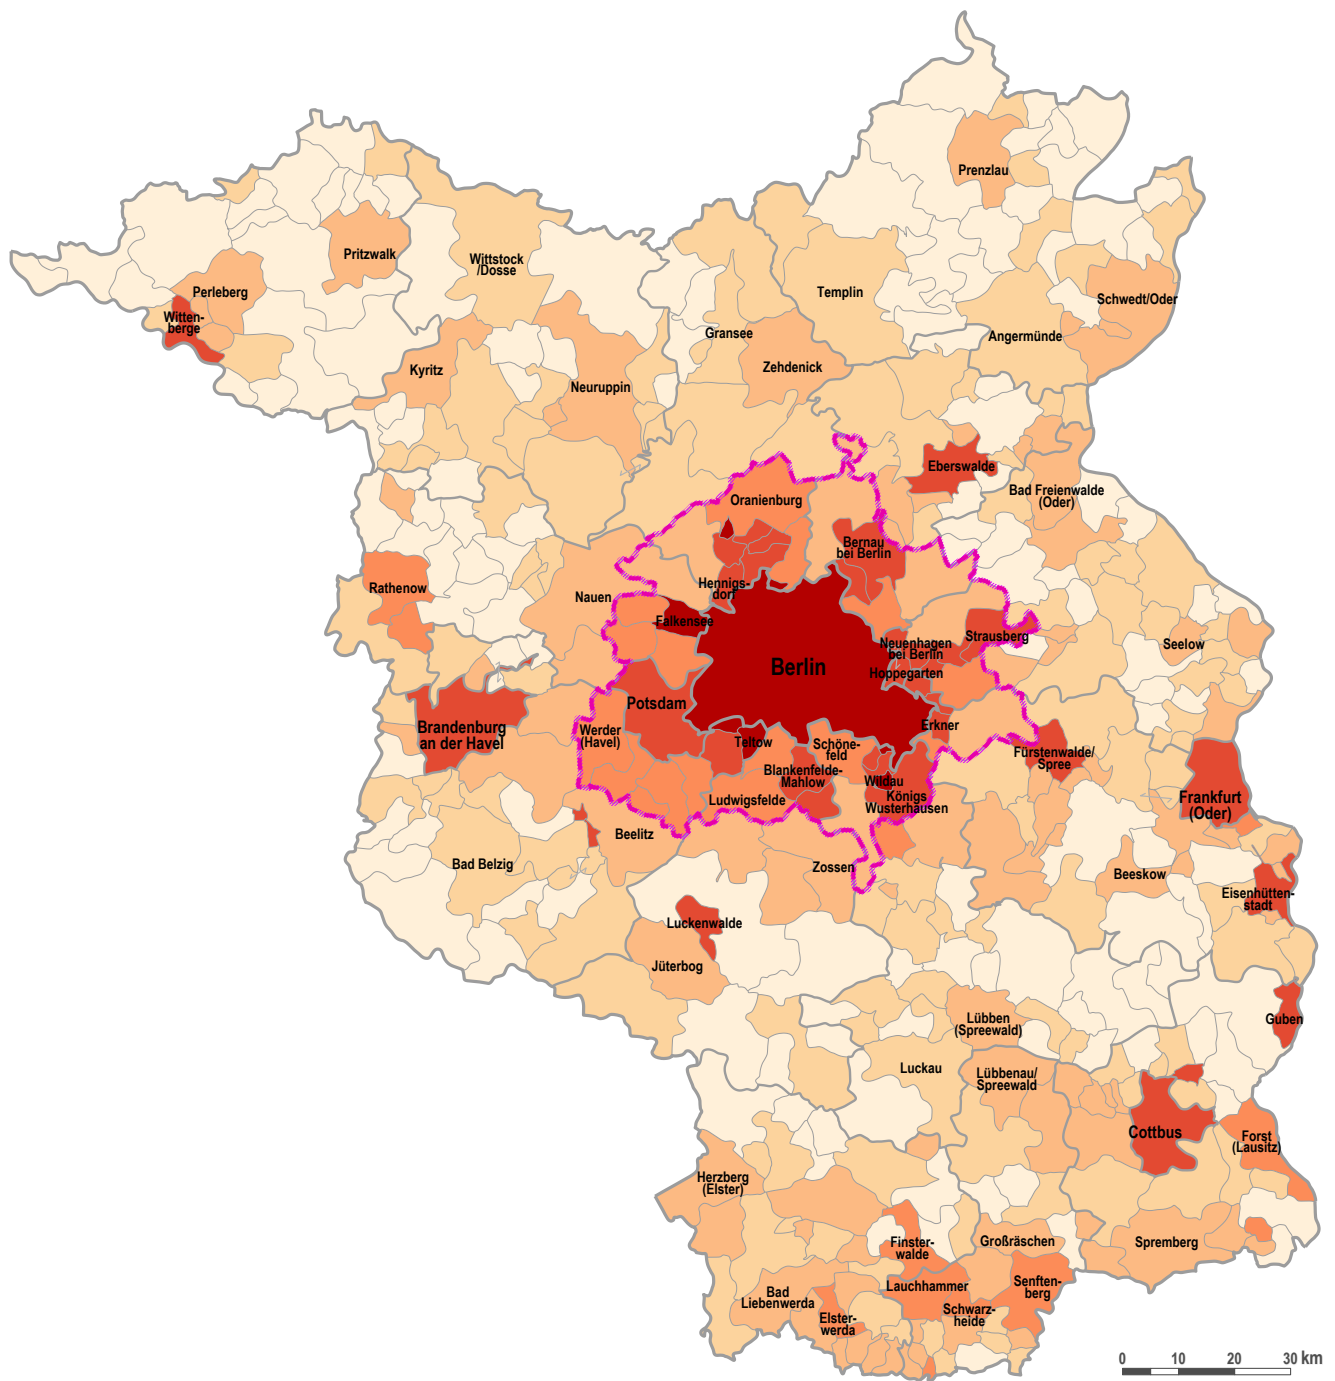 Prenzlau
Pritzwalk
Wittstock
/Dosse
Perleberg
Templin
Schwedt/Oder
Witten-
berge
Gransee
Angermünde
Kyritz
Zehdenick
Neuruppin
Eberswalde
Bad Freienwalde
(Oder)
Oranienburg
Bernau
bei Berlin
Rathenow
Nauen
Hennigs-
dorf
Falkensee
Strausberg
Neuenhagen
bei Berlin
Seelow
Berlin
Hoppegarten
Potsdam
Brandenburg
an der Havel
Werder
(Havel)
Teltow
Schöne-
feld
Erkner
Fürstenwalde/
Spree
Blankenfelde-
Mahlow
Wildau
Königs
Wusterhausen
Ludwigsfelde
Frankfurt
(Oder)
Beelitz
Bad Belzig
Zossen
Beeskow
Eisenhütten-
stadt
Luckenwalde
Jüterbog
Lübben
(Spreewald)
Guben
Luckau
Lübbenau/
Spreewald
Cottbus
Forst
(Lausitz)
Herzberg
(Elster)
Finster-
walde
Großräschen
Spremberg
Bad
Liebenwerda
Lauchhammer
Senften-
berg
Elster-
werda
Schwarz-
heide
0 10 20 30 km